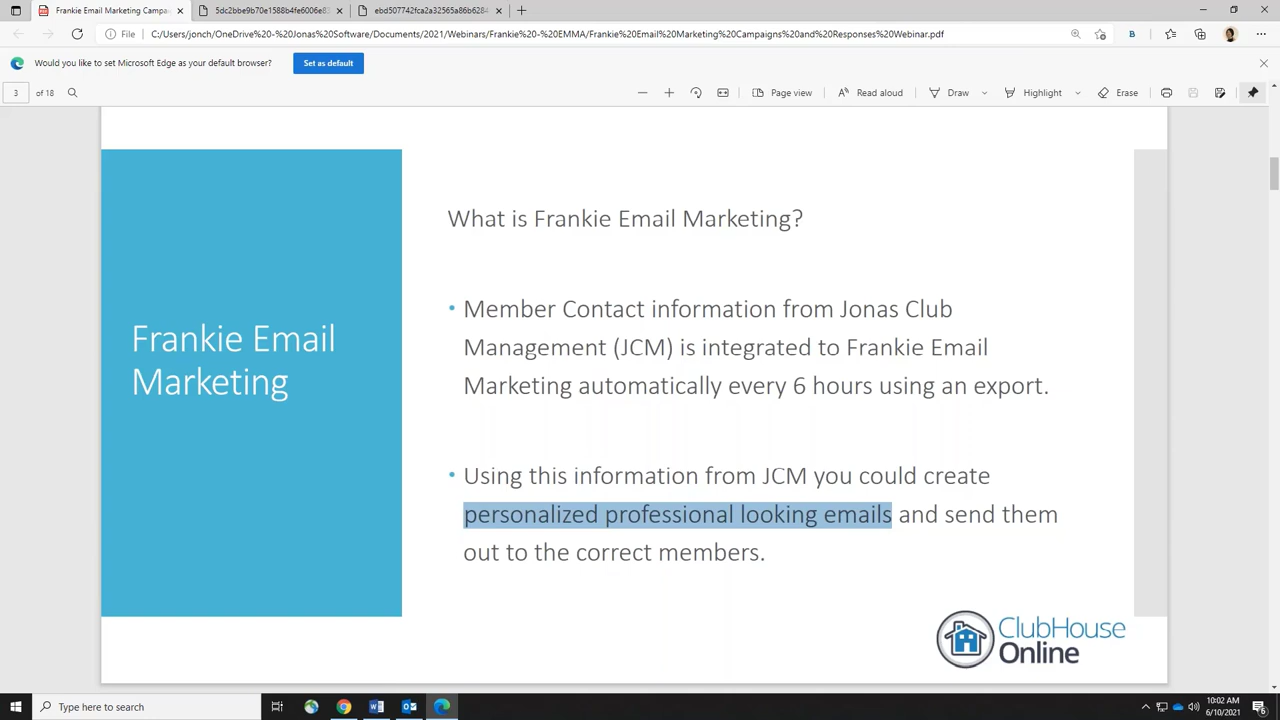 Frankie Email Marketing Campa
5dc2bbe9b70e1588b4fe6006e8
ebd507742fca2a32565a86b6284
File
C:/Users/jonch/OneDrive%20-%20Jonas%20Software/Documents/2021/Webinars/Frankie%20-%20EMMA/Frankie%20Email%20Marketing%20Campaigns%20and%20Responses%20Webinar.pdf
Would you like to set Microsoft Edge as your default browser?
Set as default
3 of 18
Page view
Read aloud
Draw
Highlight
Erase
Frankie Email
Marketing
What is Frankie Email Marketing?
• Member Contact information from Jonas Club
Management (JCM) is integrated to Frankie Email
Marketing automatically every 6 hours using an export.
• Using this information from JCM you could create
personalized professional looking emails and send them
out to the correct members.
ClubHouse
Online
Type here to search
10:02 AM
6/10/2021